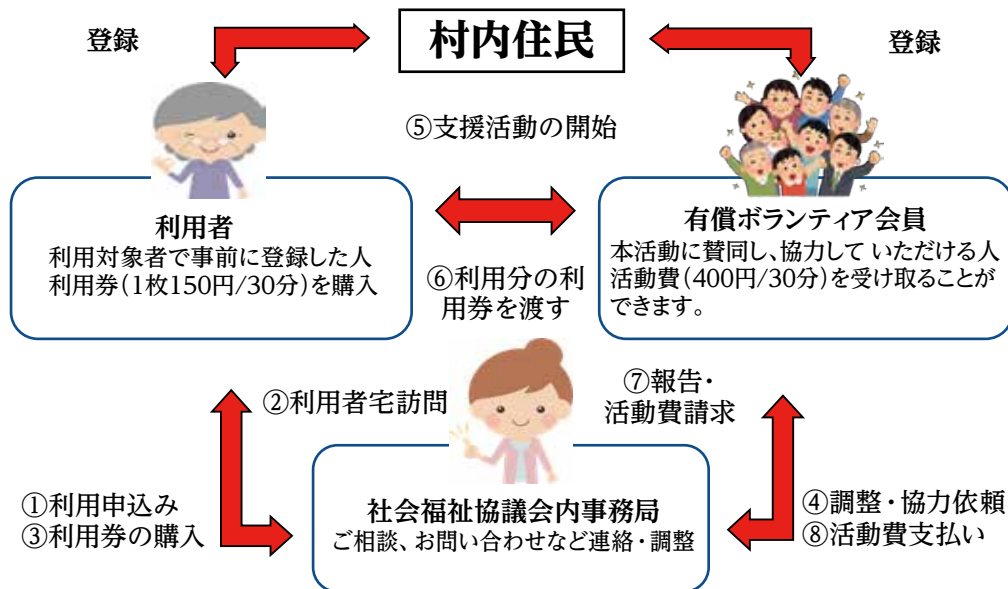 登録
村内住民
登録
⑤支援活動の開始
利用者
利用対象者で事前に登録した人
利用券(1枚150円/30分)を購入
有償ボランティア会員
本活動に賛同し、協力して いただける人
活動費(400円/30分)を受け取ることが
できます。
⑥利用分の利
用券を渡す
②利用者宅訪問
⑦報告・
活動費請求
①利用申込み
③利用券の購入
社会福祉協議会内事務局
ご相談、お問い合わせなど連絡・調整
④調整・協力依頼
⑧活動費支払い